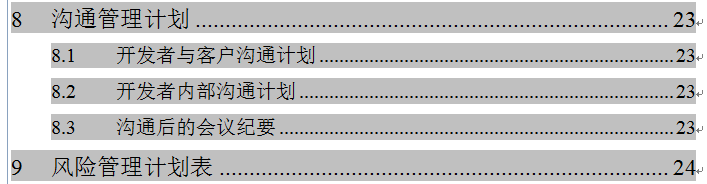 8 沟通管理计划 ........................................ 23
8.1 开发者与客户沟通计划 ........................................ 23
8.2 开发者内部沟通计划 ........................................ 23
8.3 沟通后的会议纪要 ........................................ 23
9 风险管理计划表 ........................................ 24